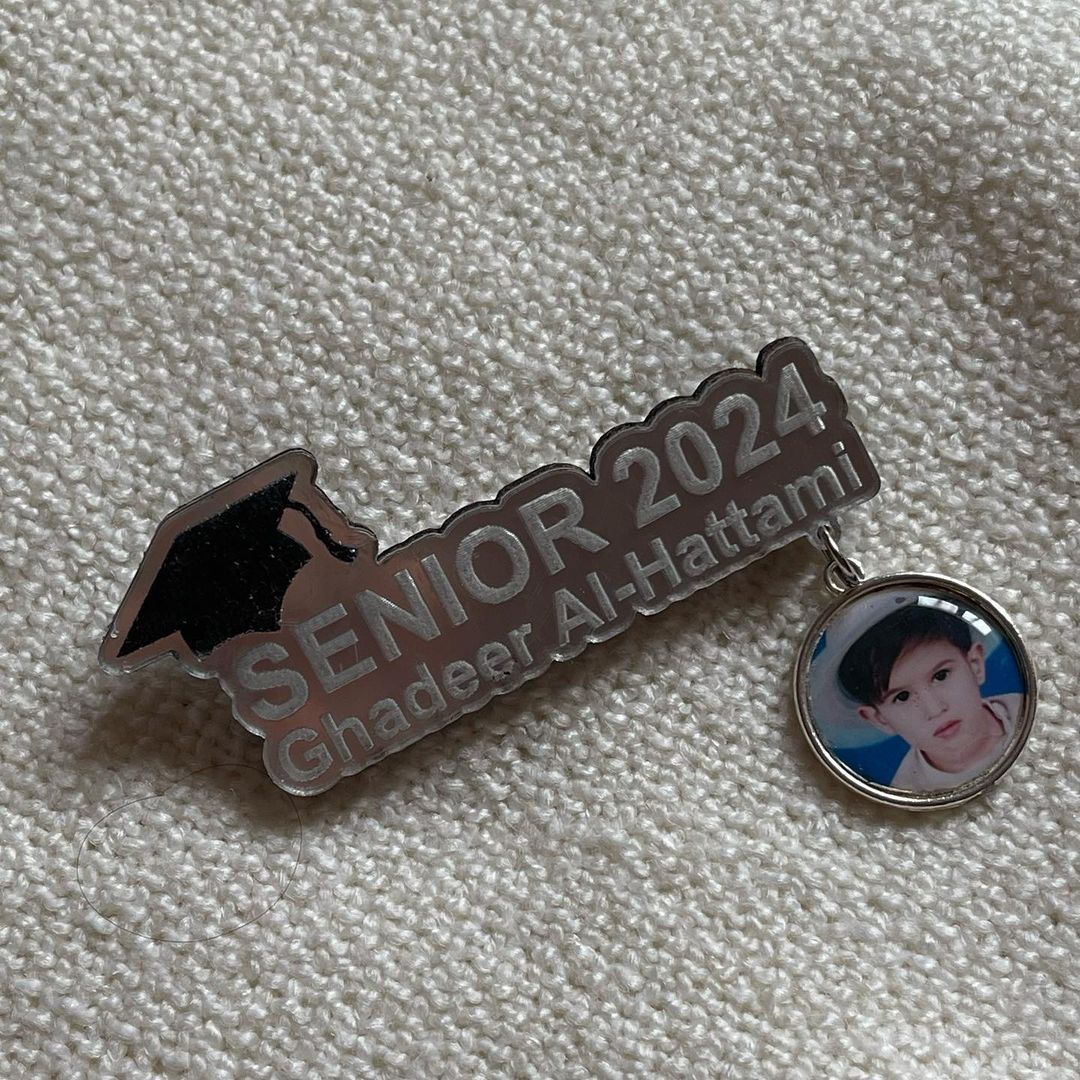 SENIOR 2024
Ghadeer Al-Hattami